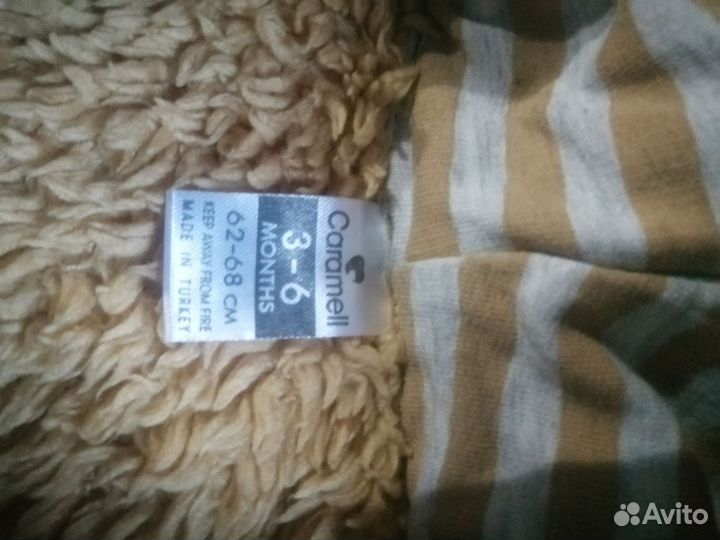 Caramell
3-6
MONTHS
62-68 CM
KEEP AWAY FROM FIRE
MADE IN TURKEY
Avito